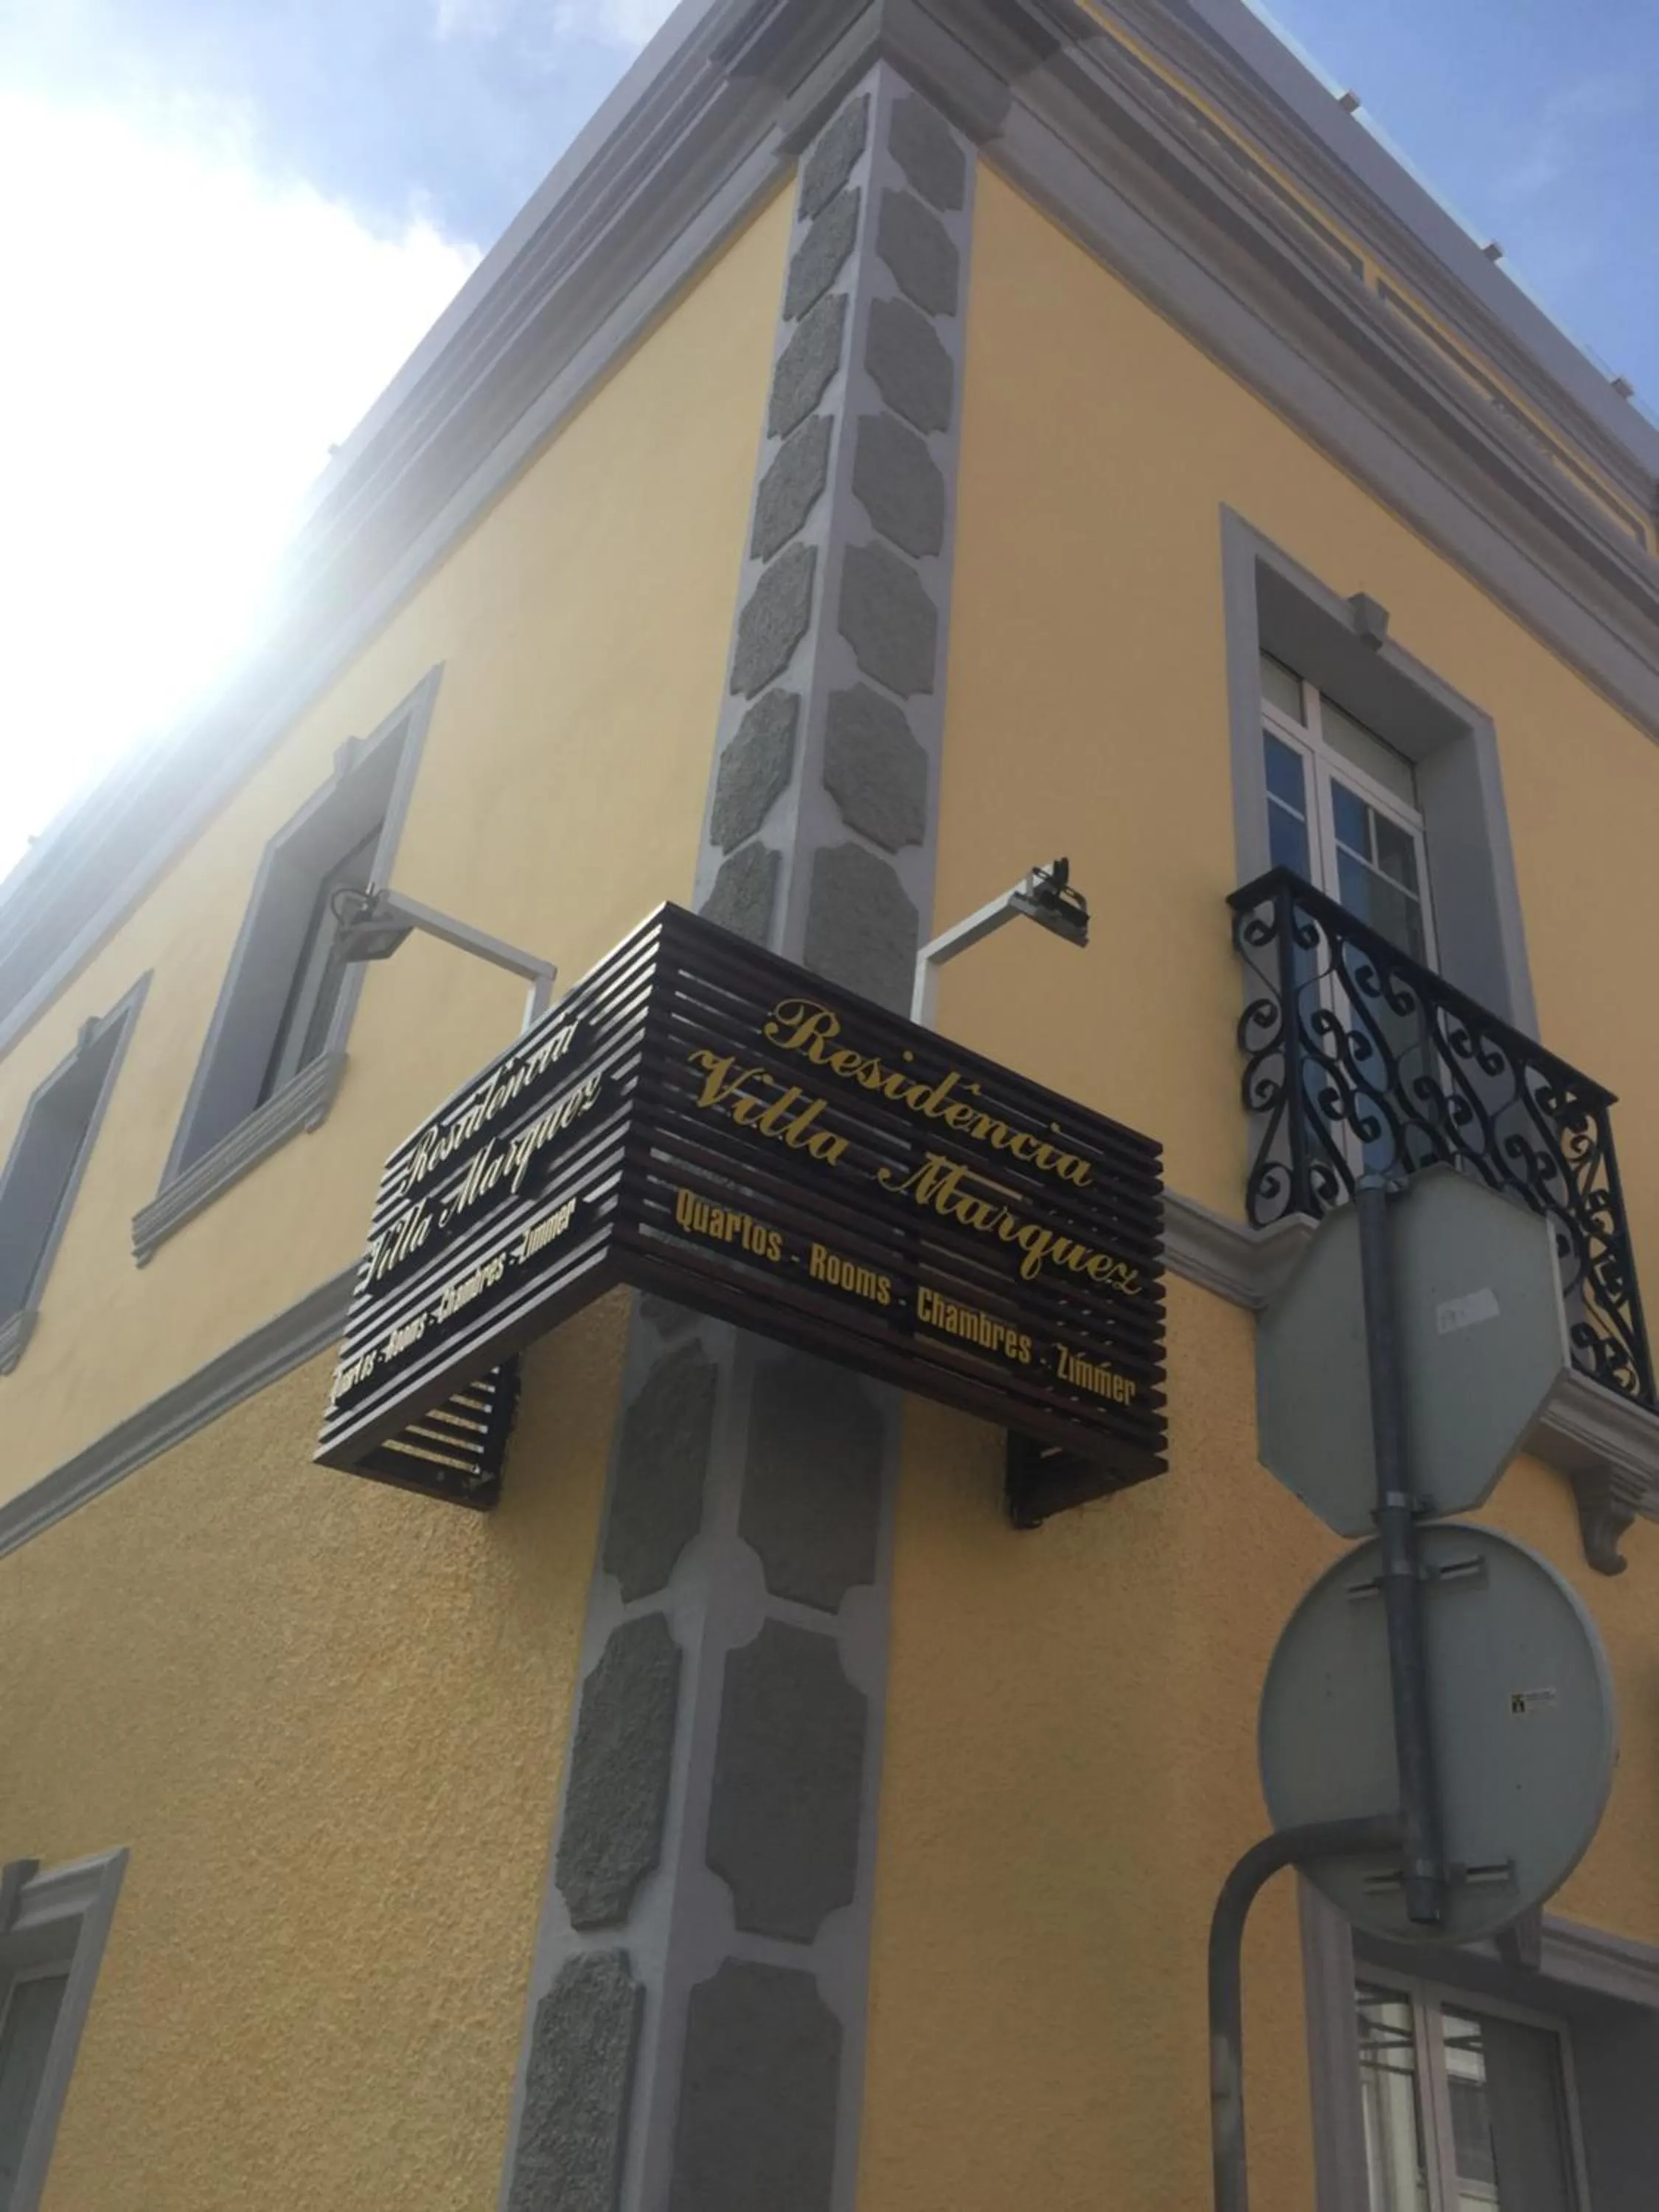 Residência
Villa Marquez
Quartos - Rooms - Chambres - Zimmer
Residência
Villa Marquez
Quartos - Rooms - Chambres - Zimmer